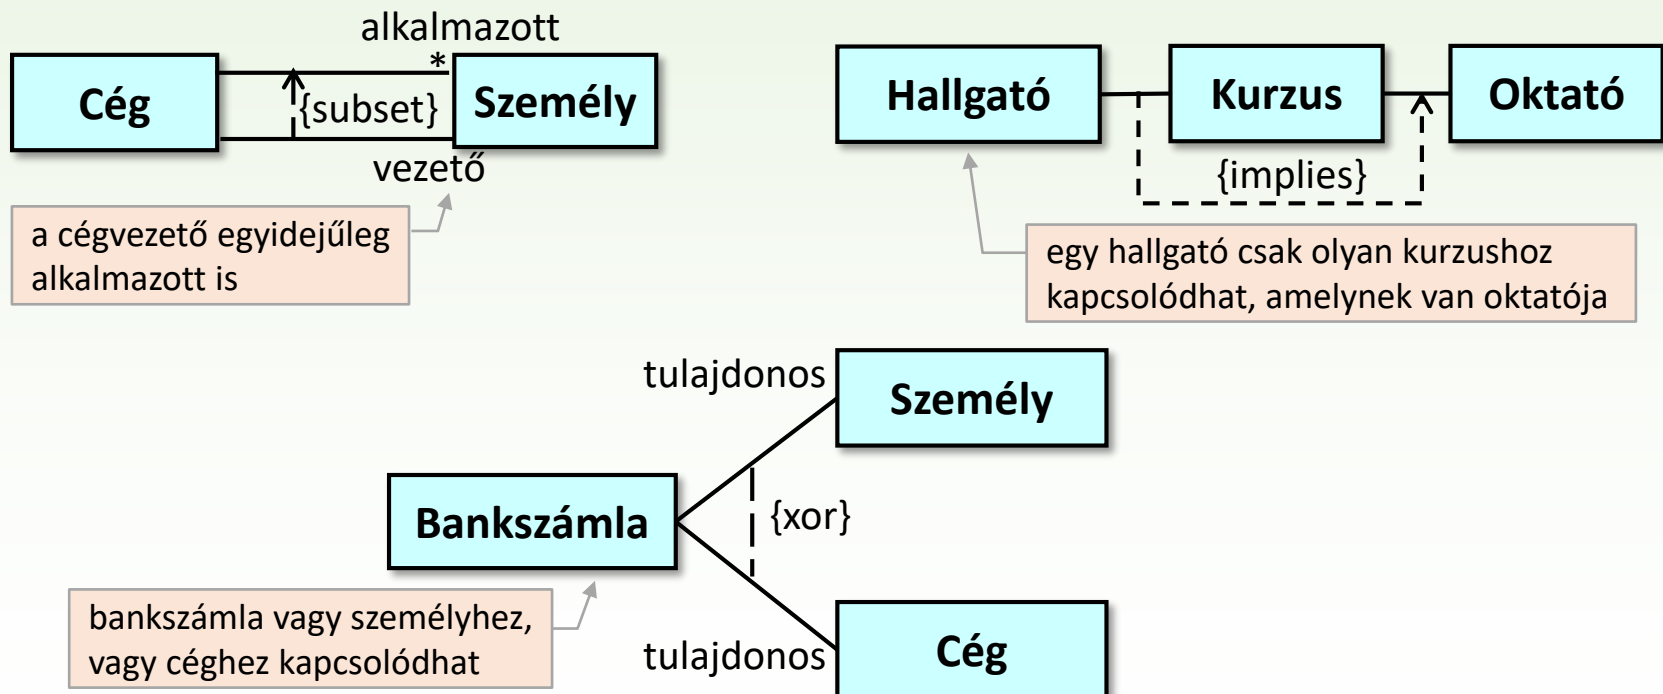 alkalmazott
*
Cég
{subset}
Személy
vezető
a cégvezető egyidejűleg
alkalmazott is
Hallgató
Kurzus
Oktató
{implies}
egy hallgató csak olyan kurzushoz
kapcsolódhat, amelynek van oktatója
tulajdonos
Személy
Bankszámla
{xor}
bankszámla vagy személyhez,
vagy céghez kapcsolódhat
tulajdonos
Cég